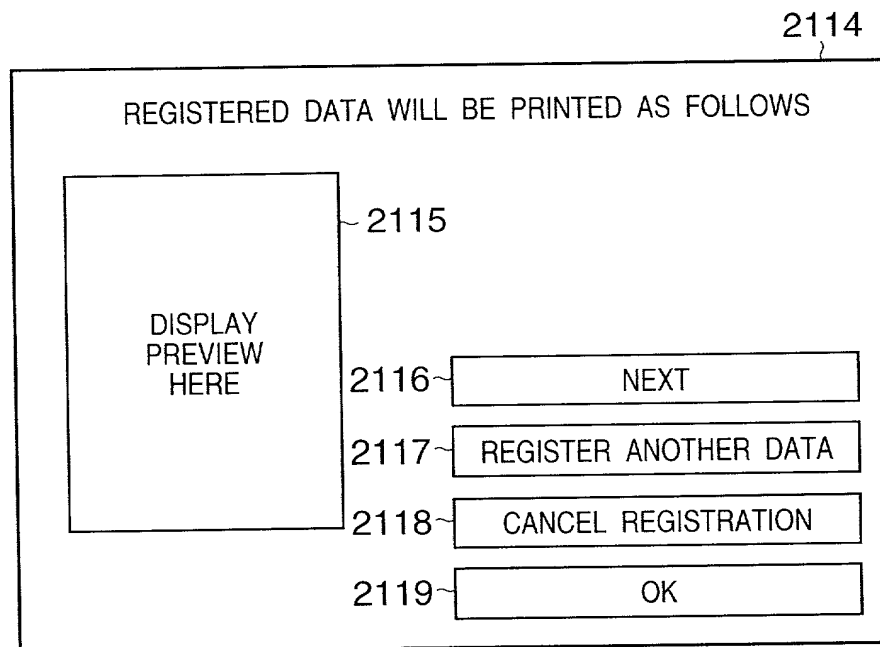 2114
REGISTERED DATA WILL BE PRINTED AS FOLLOWS
2115
DISPLAY
PREVIEW
HERE
2116 NEXT
2117 REGISTER ANOTHER DATA
2118 CANCEL REGISTRATION
2119 OK